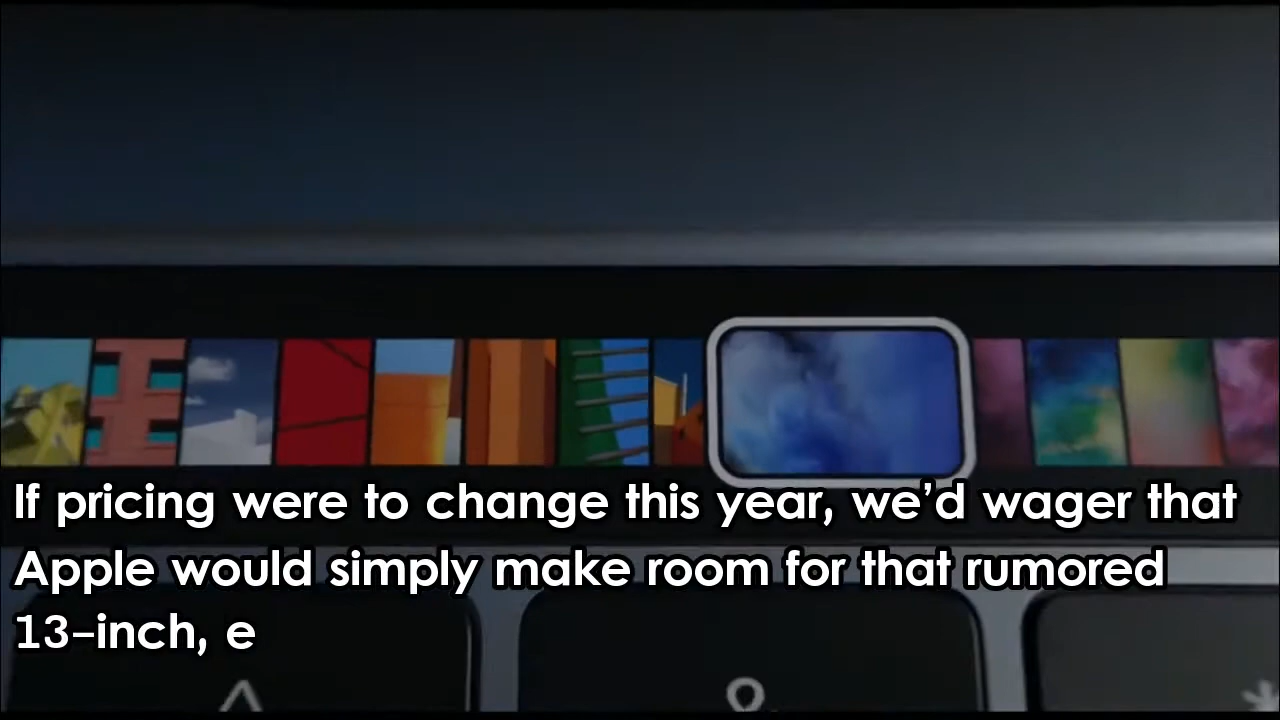 If pricing were to change this year, we’d wager that
Apple would simply make room for that rumored
13-inch, e
^
&
*